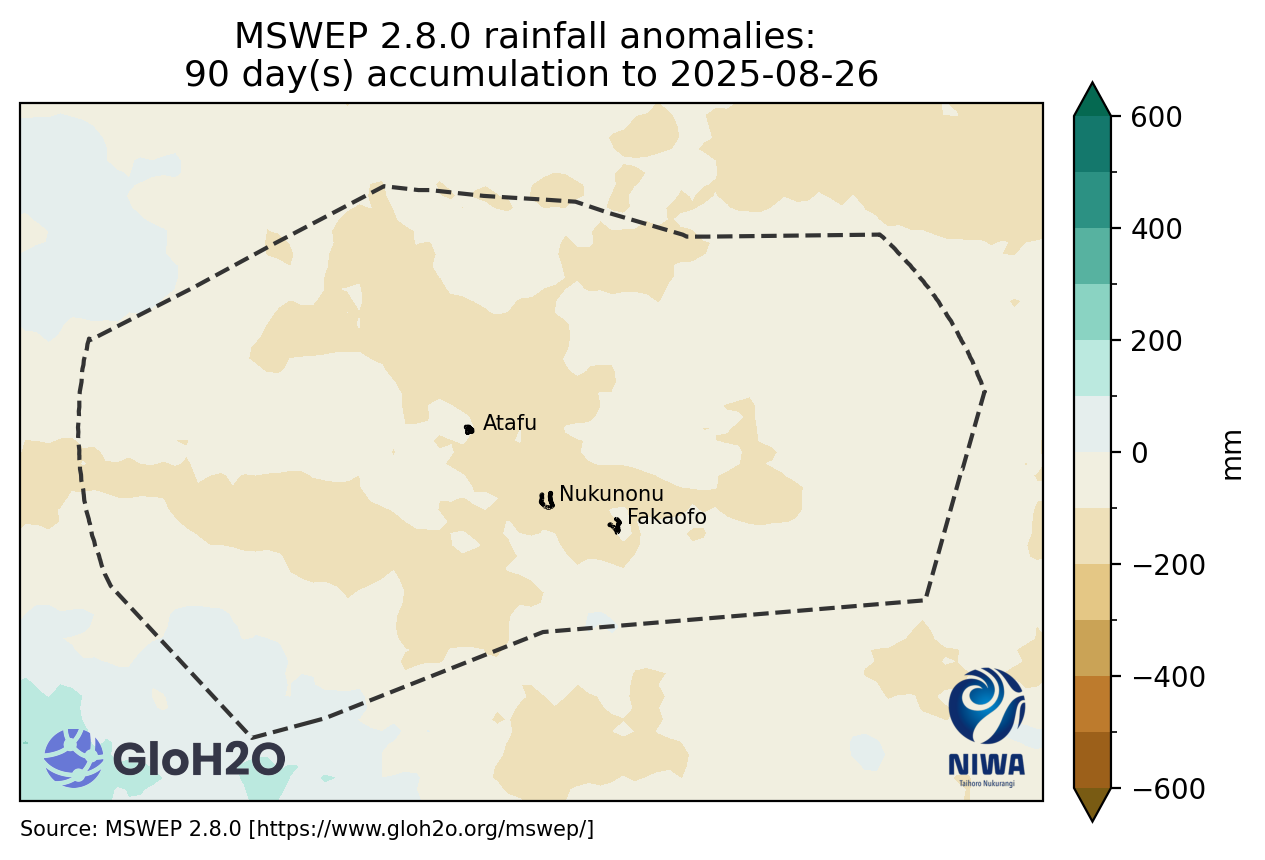 MSWEP 2.8.0 rainfall anomalies:
90 day(s) accumulation to 2025-08-26
600
400
200
0
−200
−400
−600
mm
Atafu
Nukunonu
Fakaofo
GloH2O
NIWA
Taihoro Nukurangi
Source: MSWEP 2.8.0 [https://www.gloh2o.org/mswep/]